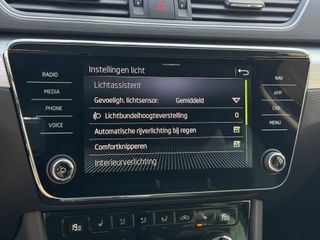 RADIO
MEDIA
PHONE
VOICE
Instellingen licht
Lichtassistent
Gevoeligh. lichtsensor: Gemiddeld
Lichtbundelhoogteverstelling 0
Automatische rijverlichting bij regen
Comfortknipperen
Interieurverlichting
NAV
APP
CAR
MENU